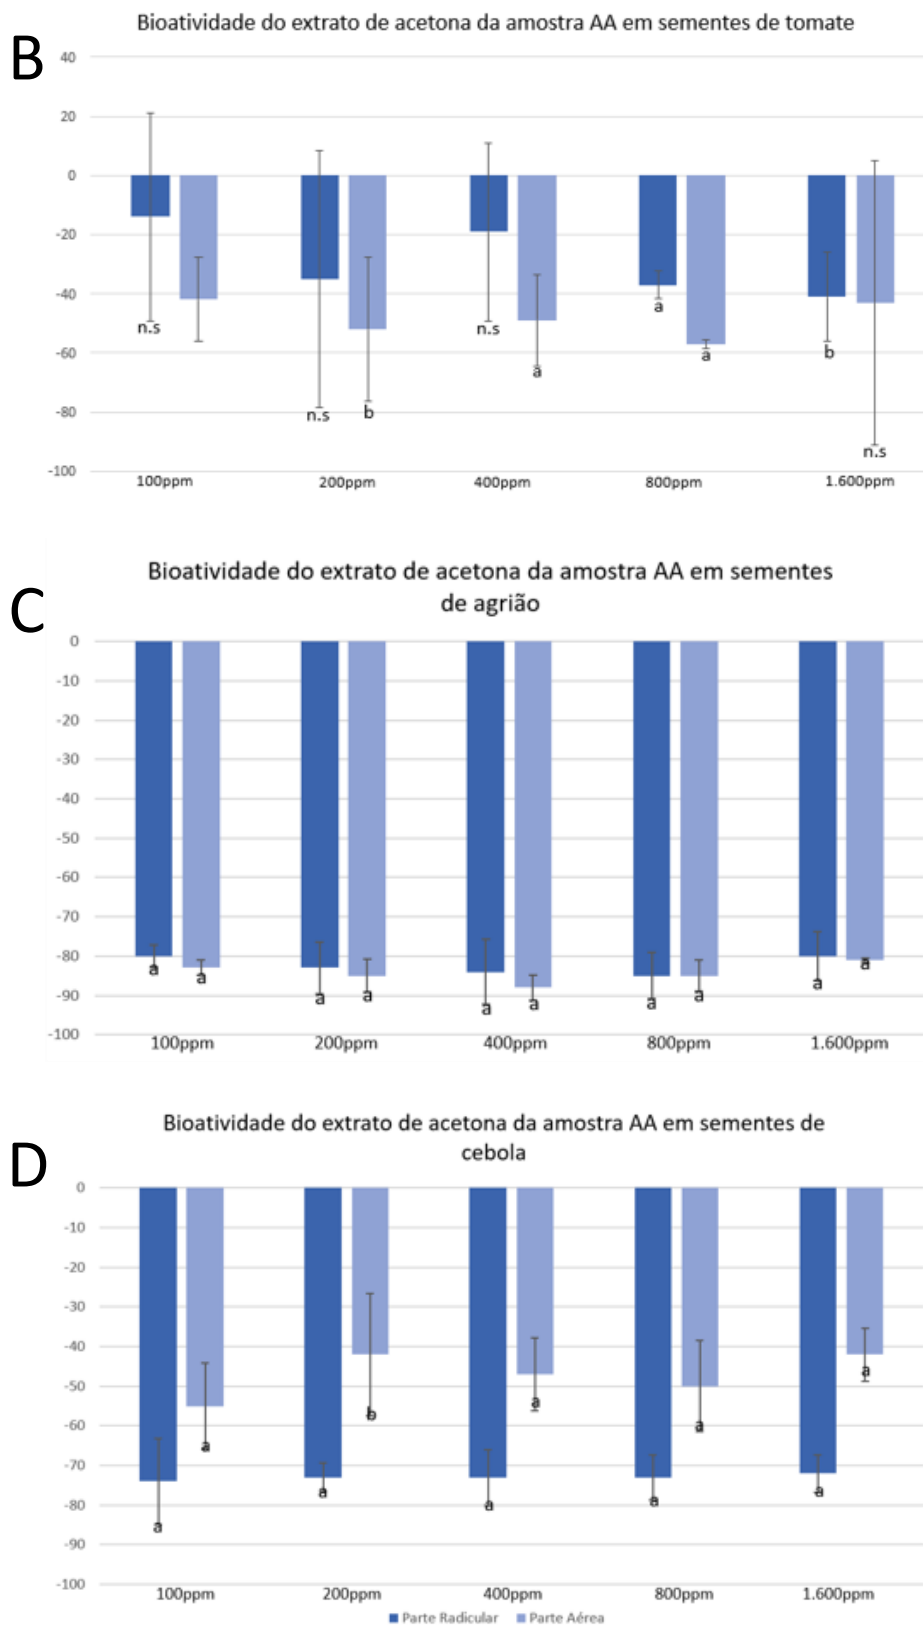 Bioatividade do extrato de acetona da amostra AA em sementes de tomate
B
40
20
0
-20
-40
-60
-80
-100
n.s
n.s
b
n.s
a
a
a
b
n.s
100ppm 200ppm 400ppm 800ppm 1.600ppm
Bioatividade do extrato de acetona da amostra AA em sementes
de agrião
C
0
-10
-20
-30
-40
-50
-60
-70
-80
-90
-100
a
a
a
a
a
a
a
a
a
a
100ppm 200ppm 400ppm 800ppm 1.600ppm
Bioatividade do extrato de acetona da amostra AA em sementes de
cebola
D
0
-10
-20
-30
-40
-50
-60
-70
-80
-90
-100
a
a
a
b
a
a
a
a
a
a
100ppm 200ppm 400ppm 800ppm 1.600ppm
Parte Radicular Parte Aérea